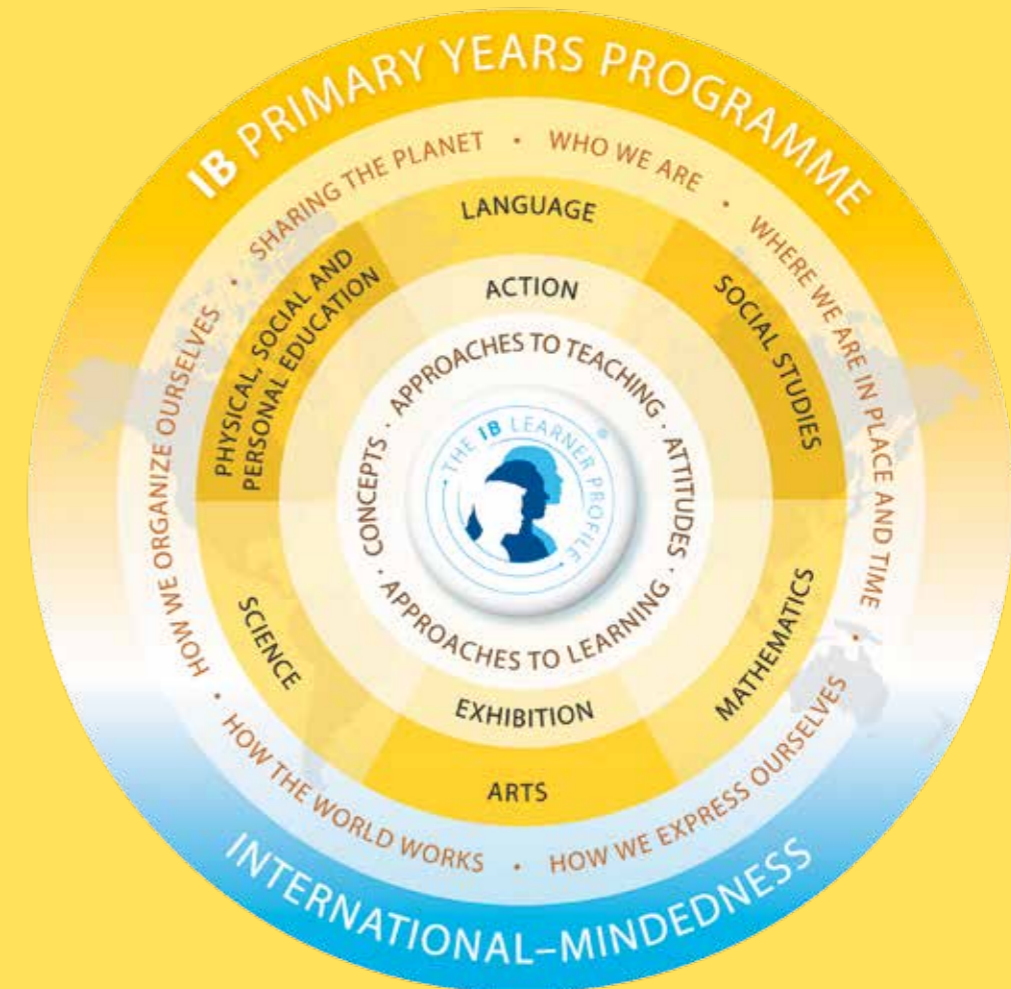 IB PRIMARY YEARS PROGRAMME
SHARING THE PLANET · WHO WE ARE · WHERE WE ARE IN PLACE AND TIME · HOW WE EXPRESS OURSELVES · HOW THE WORLD WORKS · HOW WE ORGANIZE OURSELVES ·
LANGUAGE
SOCIAL STUDIES
MATHEMATICS
ARTS
SCIENCE
PHYSICAL, SOCIAL AND
PERSONAL EDUCATION
ACTION
EXHIBITION
CONCEPTS · APPROACHES TO TEACHING · ATTITUDES · APPROACHES TO LEARNING ·
THE IB LEARNER PROFILE ®
INTERNATIONAL–MINDEDNESS